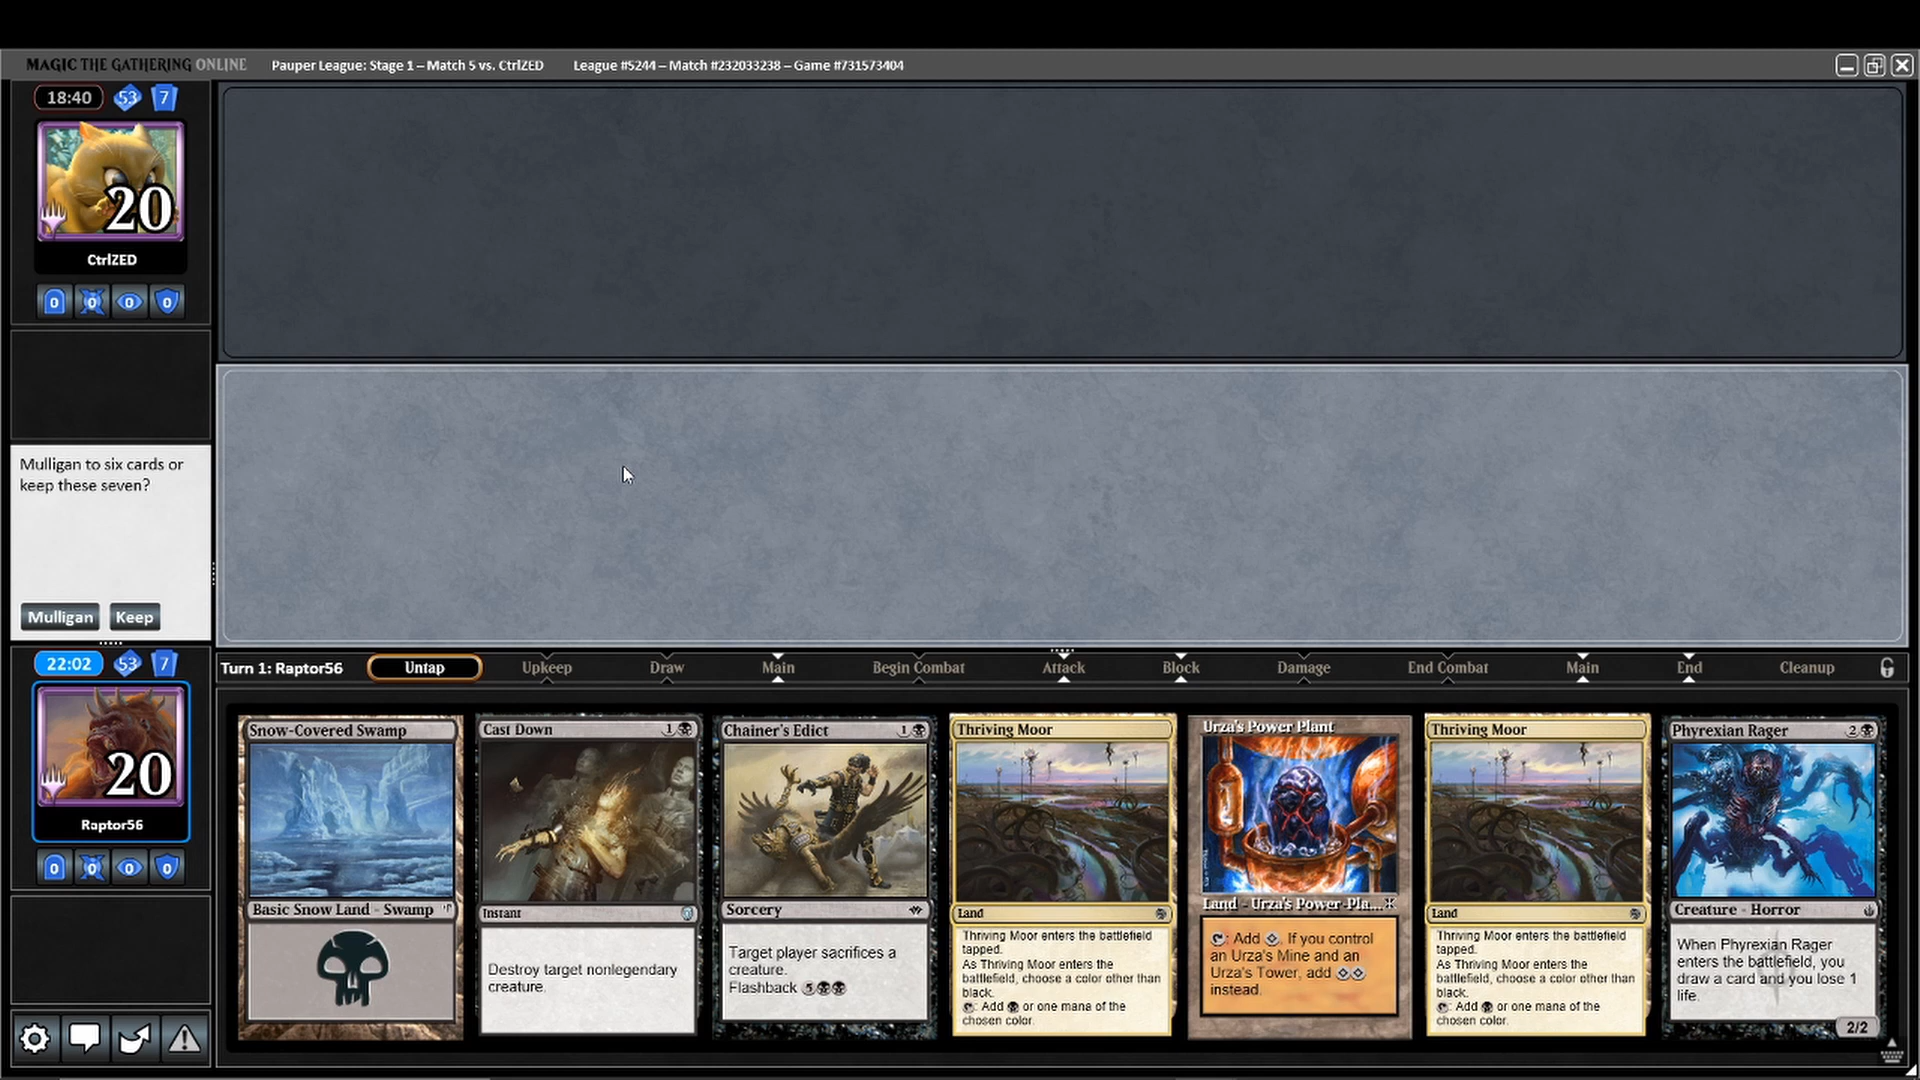 MAGIC THE GATHERING ONLINE Pauper League: Stage 1 – Match 5 vs. CtrlZED League #5244 – Match #232033238 – Game #731573404
18:40 53 7
20
CtrlZED
0 0 0 0
Mulligan to six cards or
keep these seven?
Mulligan Keep
22:02 53 7
20
Raptor56
0 0 0 0
Turn 1: Raptor56 Untap Upkeep Draw Main Begin Combat Attack Block Damage End Combat Main End Cleanup
Snow-Covered Swamp
Basic Snow Land - Swamp
Cast Down 1
Instant
Destroy target nonlegendary
creature.
Chainer's Edict 1
Sorcery
Target player sacrifices a
creature.
Flashback 5
Thriving Moor
Land
Thriving Moor enters the battlefield
tapped.
As Thriving Moor enters the
battlefield, choose a color other than
black.
: Add or one mana of the
chosen color.
Urza's Power Plant
Land - Urza's Power-Pla...
: Add . If you control
an Urza's Mine and an
Urza's Tower, add
instead.
Thriving Moor
Land
Thriving Moor enters the battlefield
tapped.
As Thriving Moor enters the
battlefield, choose a color other than
black.
: Add or one mana of the
chosen color.
Phyrexian Rager 2
Creature - Horror
When Phyrexian Rager
enters the battlefield, you
draw a card and you lose 1
life.
2/2